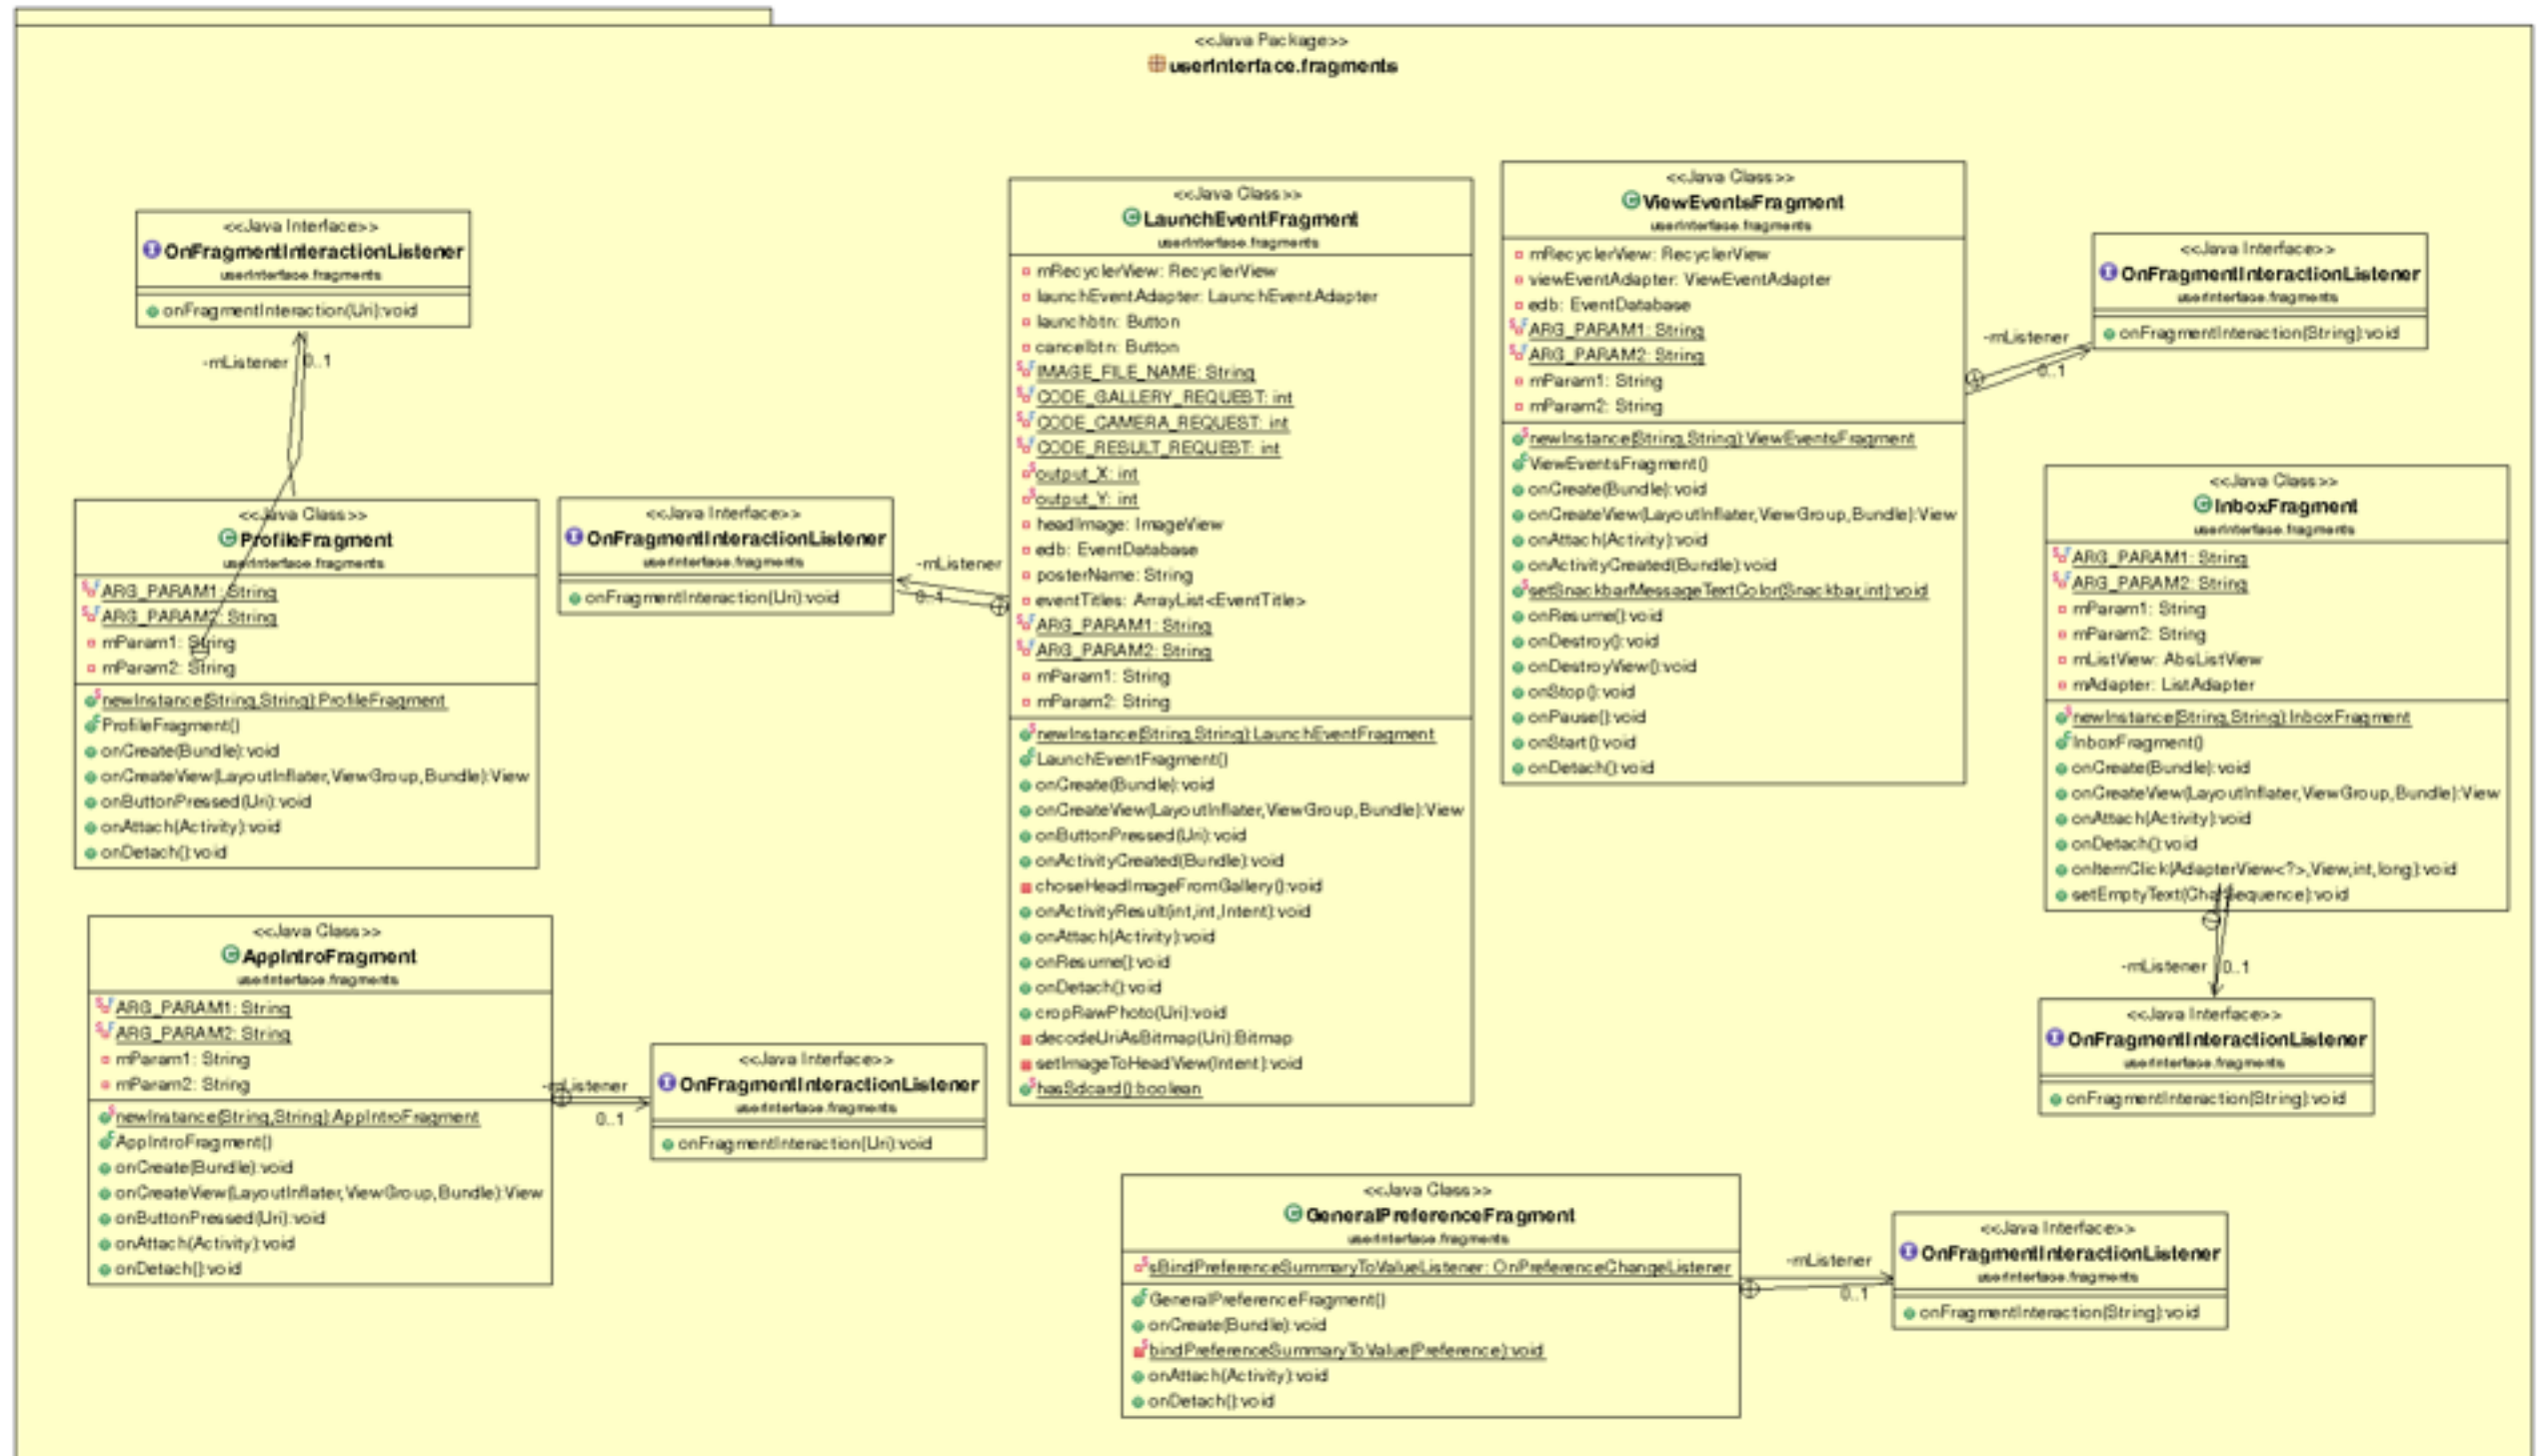 <<Java Package>>
userInterface.fragments
<<Java Interface>>
OnFragmentInteractionListener
userInterface.fragments
onFragmentInteraction(Uri):void
-mListener
0..1
<<Java Class>>
ProfileFragment
userInterface.fragments
ARG_PARAM1: String
ARG_PARAM2: String
mParam1: String
mParam2: String
newInstance(String,String):ProfileFragment
ProfileFragment()
onCreate(Bundle):void
onCreateView(LayoutInflater,ViewGroup,Bundle):View
onButtonPressed(Uri):void
onAttach(Activity):void
onDetach():void
<<Java Interface>>
OnFragmentInteractionListener
userInterface.fragments
onFragmentInteraction(Uri):void
-mListener
0..1
<<Java Class>>
LaunchEventFragment
userInterface.fragments
mRecyclerView: RecyclerView
launchEventAdapter: LaunchEventAdapter
launchbtn: Button
cancelbtn: Button
IMAGE_FILE_NAME: String
CODE_GALLERY_REQUEST: int
CODE_CAMERA_REQUEST: int
CODE_RESULT_REQUEST: int
output_X: int
output_Y: int
headImage: ImageView
edb: EventDatabase
posterName: String
eventTitles: ArrayList<EventTitle>
ARG_PARAM1: String
ARG_PARAM2: String
mParam1: String
mParam2: String
newInstance(String,String):LaunchEventFragment
LaunchEventFragment()
onCreate(Bundle):void
onCreateView(LayoutInflater,ViewGroup,Bundle):View
onButtonPressed(Uri):void
onActivityCreated(Bundle):void
choseHeadImageFromGallery():void
onActivityResult(int,int,Intent):void
onAttach(Activity):void
onResume():void
onDetach():void
cropRawPhoto(Uri):void
decodeUriAsBitmap(Uri):Bitmap
setImageToHeadView(Intent):void
hasSdcard():boolean
<<Java Class>>
ViewEventsFragment
userInterface.fragments
mRecyclerView: RecyclerView
viewEventAdapter: ViewEventAdapter
edb: EventDatabase
ARG_PARAM1: String
ARG_PARAM2: String
mParam1: String
mParam2: String
newInstance(String,String):ViewEventsFragment
ViewEventsFragment()
onCreate(Bundle):void
onCreateView(LayoutInflater,ViewGroup,Bundle):View
onAttach(Activity):void
onActivityCreated(Bundle):void
setSnackbarMessageTextColor(Snackbar,int):void
onResume():void
onDestroy():void
onDestroyView():void
onStop():void
onPause():void
onStart():void
onDetach():void
-mListener
0..1
<<Java Interface>>
OnFragmentInteractionListener
userInterface.fragments
onFragmentInteraction(String):void
<<Java Class>>
InboxFragment
userInterface.fragments
ARG_PARAM1: String
ARG_PARAM2: String
mParam1: String
mParam2: String
mListView: AbsListView
mAdapter: ListAdapter
newInstance(String,String):InboxFragment
InboxFragment()
onCreate(Bundle):void
onCreateView(LayoutInflater,ViewGroup,Bundle):View
onAttach(Activity):void
onDetach():void
onItemClick(AdapterView<?>,View,int,long):void
setEmptyText(CharSequence):void
-mListener
0..1
<<Java Interface>>
OnFragmentInteractionListener
userInterface.fragments
onFragmentInteraction(String):void
<<Java Class>>
AppIntroFragment
userInterface.fragments
ARG_PARAM1: String
ARG_PARAM2: String
mParam1: String
mParam2: String
newInstance(String,String):AppIntroFragment
AppIntroFragment()
onCreate(Bundle):void
onCreateView(LayoutInflater,ViewGroup,Bundle):View
onButtonPressed(Uri):void
onAttach(Activity):void
onDetach():void
-mListener
0..1
<<Java Interface>>
OnFragmentInteractionListener
userInterface.fragments
onFragmentInteraction(Uri):void
<<Java Class>>
GeneralPreferenceFragment
userInterface.fragments
sBindPreferenceSummaryToValueListener: OnPreferenceChangeListener
GeneralPreferenceFragment()
onCreate(Bundle):void
bindPreferenceSummaryToValue(Preference):void
onAttach(Activity):void
onDetach():void
-mListener
0..1
<<Java Interface>>
OnFragmentInteractionListener
userInterface.fragments
onFragmentInteraction(String):void